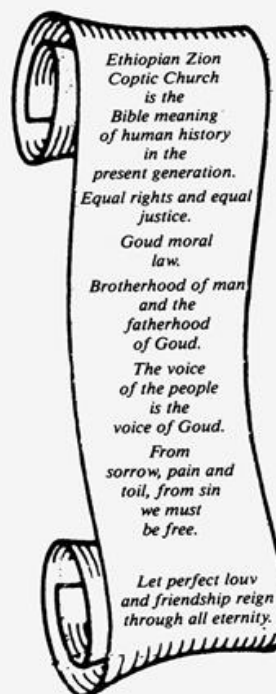 Ethiopian Zion
Coptic Church
is the
Bible meaning
of human history
in the
present generation.
Equal rights and equal
justice.
Goud moral
law.
Brotherhood of man
and the
fatherhood
of Goud.
The voice
of the people
is the
voice of Goud.
From
sorrow, pain and
toil, from sin
we must
be free.
Let perfect louv
and friendship reign
through all eternity.